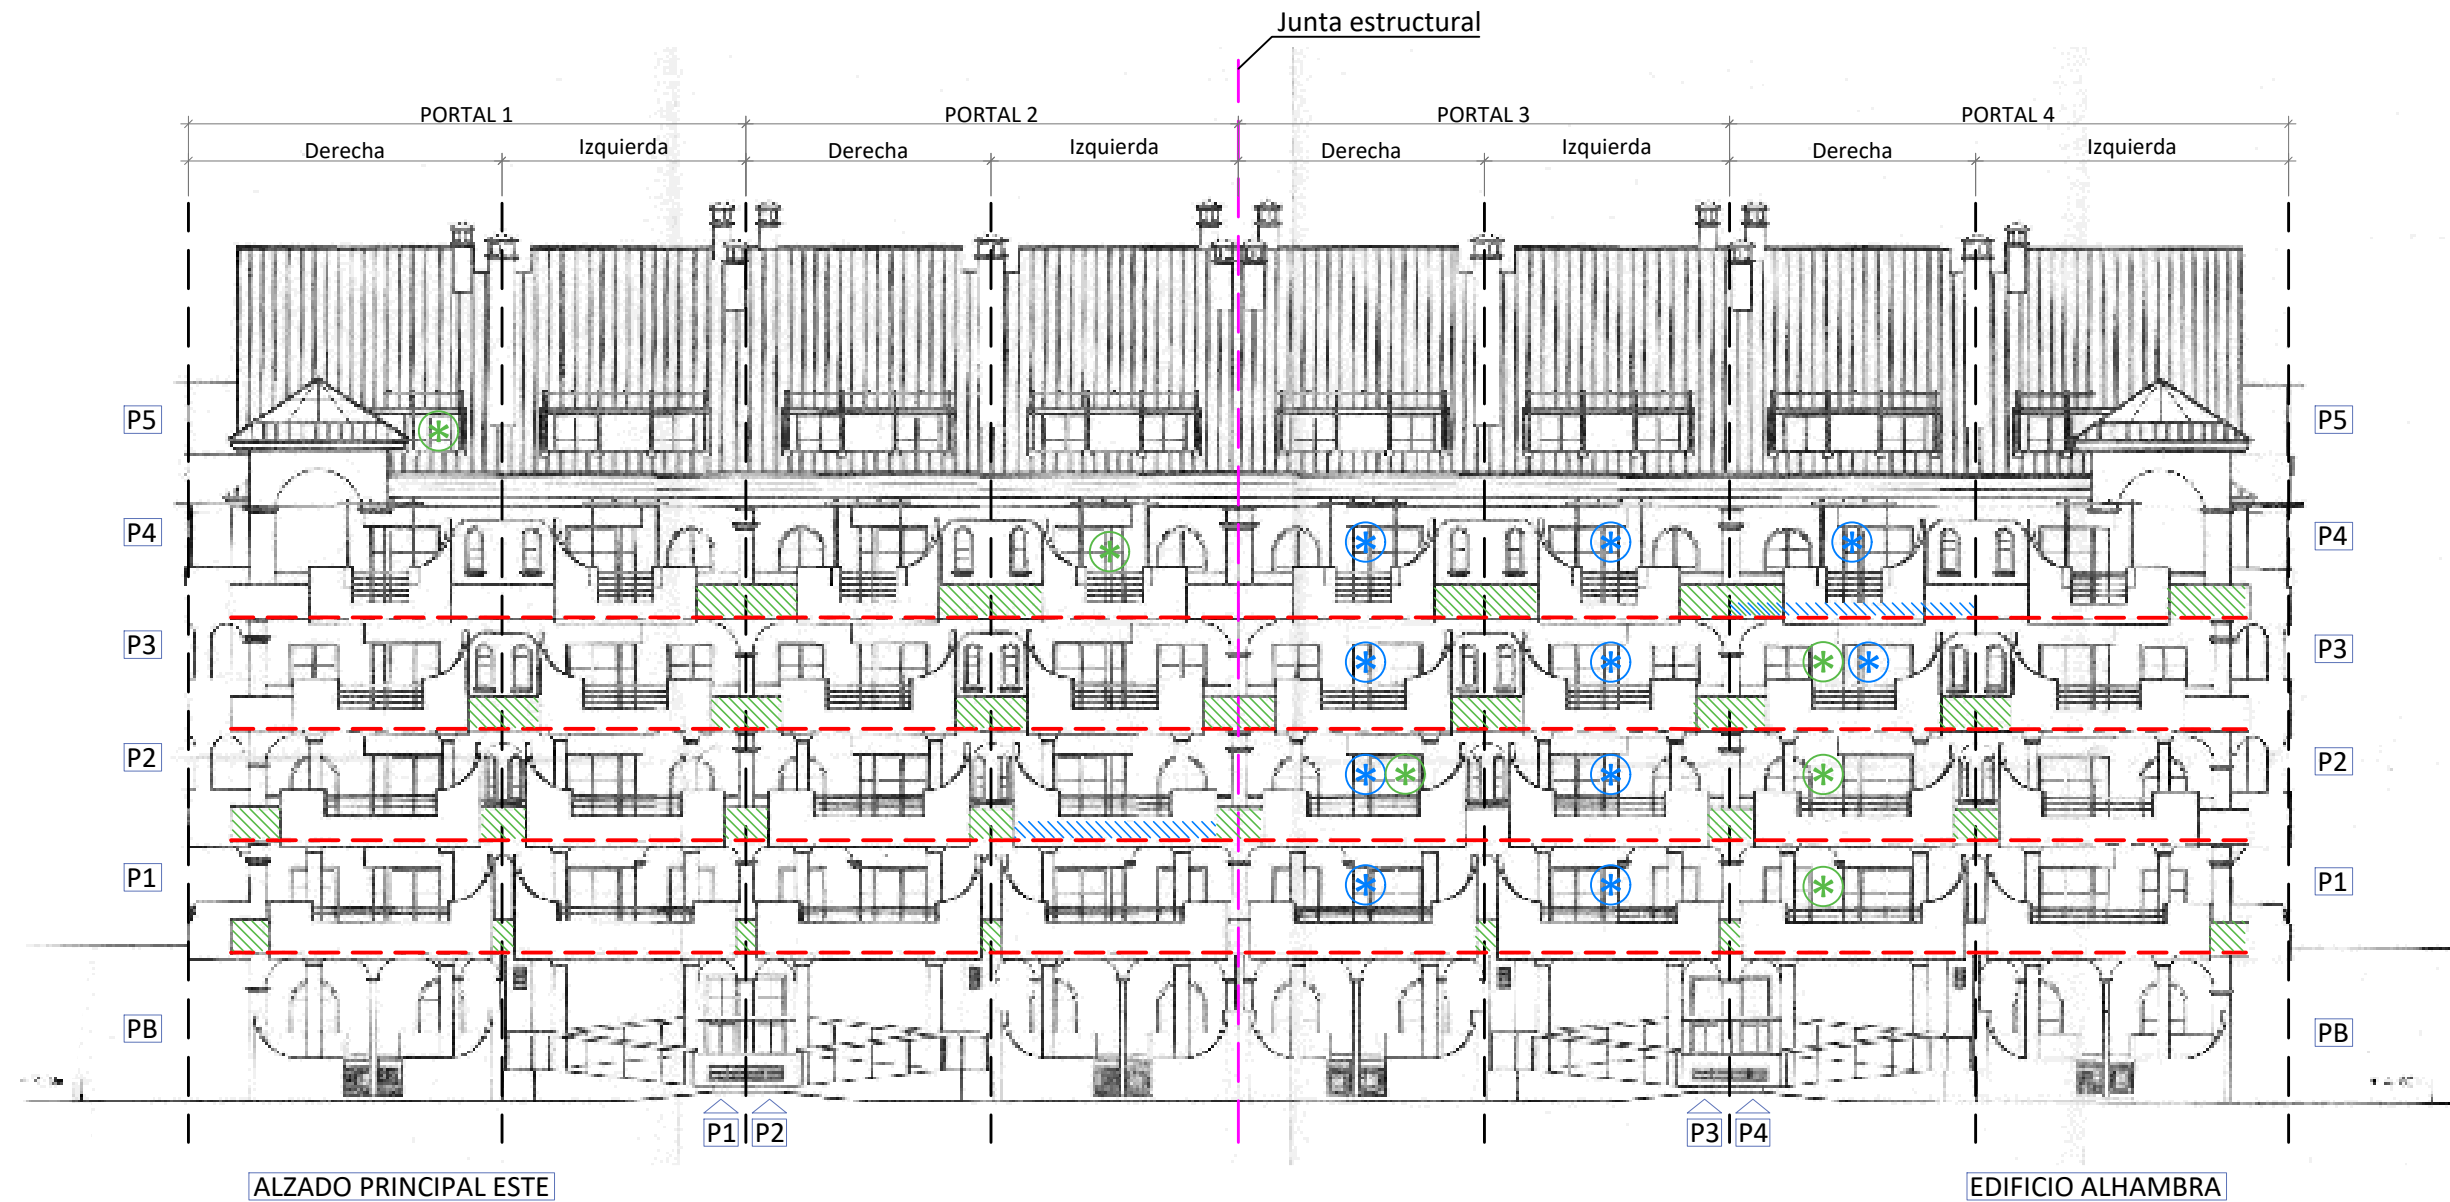 Junta estructural
PORTAL 1 PORTAL 2 PORTAL 3 PORTAL 4
Derecha Izquierda Derecha Izquierda Derecha Izquierda Derecha Izquierda
P5 P5
P4 P4
P3 P3
P2 P2
P1 P1
PB PB
P1 P2 P3 P4
ALZADO PRINCIPAL ESTE EDIFICIO ALHAMBRA